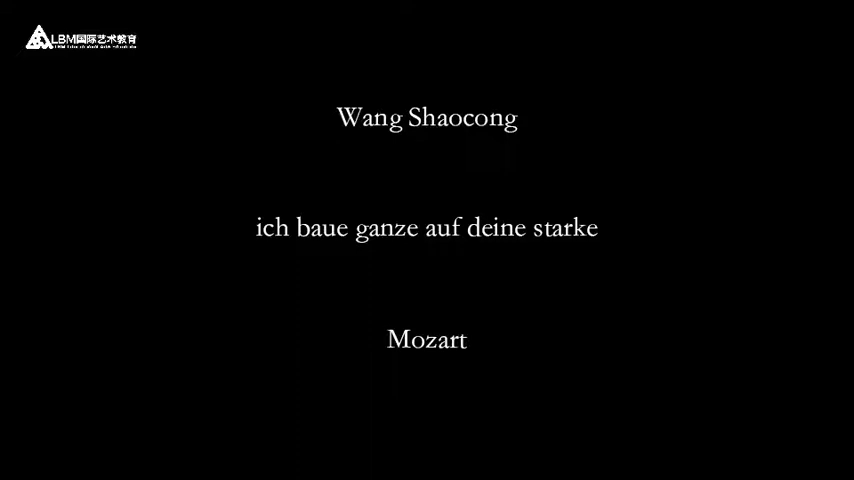 LBM国际艺术教育
Wang Shaocong
ich baue ganze auf deine starke
Mozart